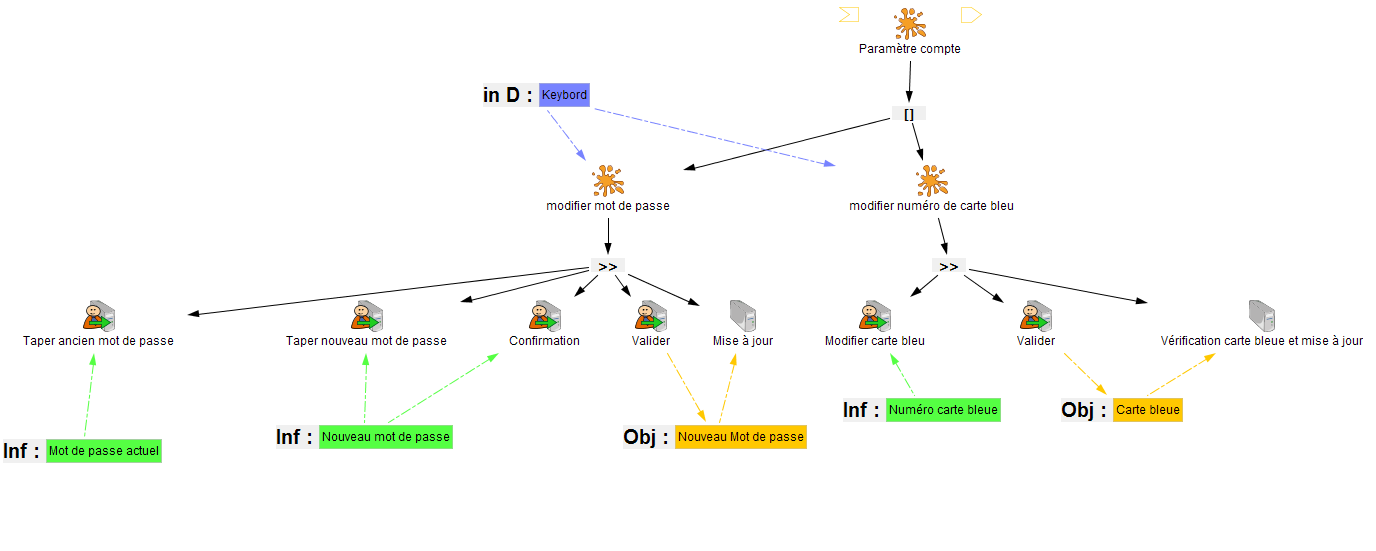 Paramètre compte
in D : Keybord
[]
modifier mot de passe
modifier numéro de carte bleu
>>
>>
Taper ancien mot de passe
Taper nouveau mot de passe
Confirmation
Valider
Mise à jour
Modifier carte bleu
Valider
Vérification carte bleue et mise à jour
Inf : Numéro carte bleue
Obj : Carte bleue
Inf : Nouveau mot de passe
Obj : Nouveau Mot de passe
Inf : Mot de passe actuel